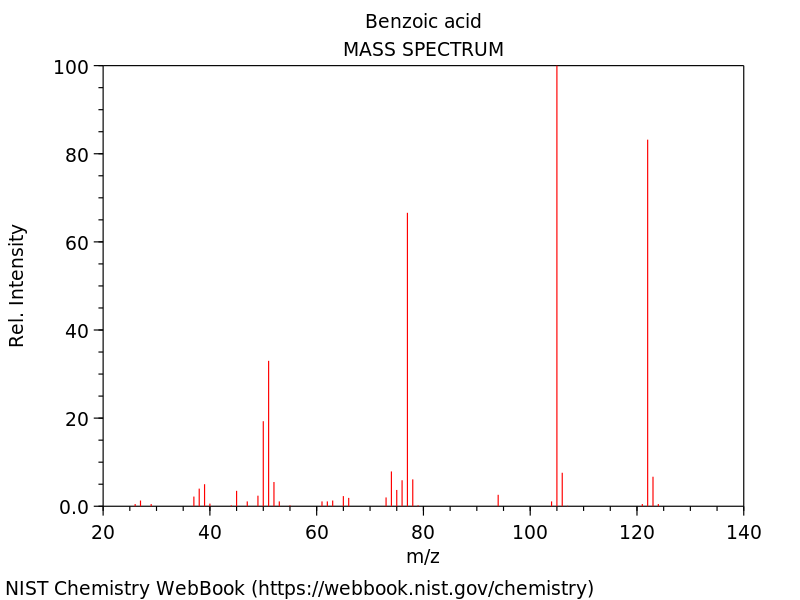 Benzoic acid
MASS SPECTRUM
100
80
60
40
20
0.0
Rel. Intensity
20 40 60 80 100 120 140
m/z
NIST Chemistry WebBook (https://webbook.nist.gov/chemistry)